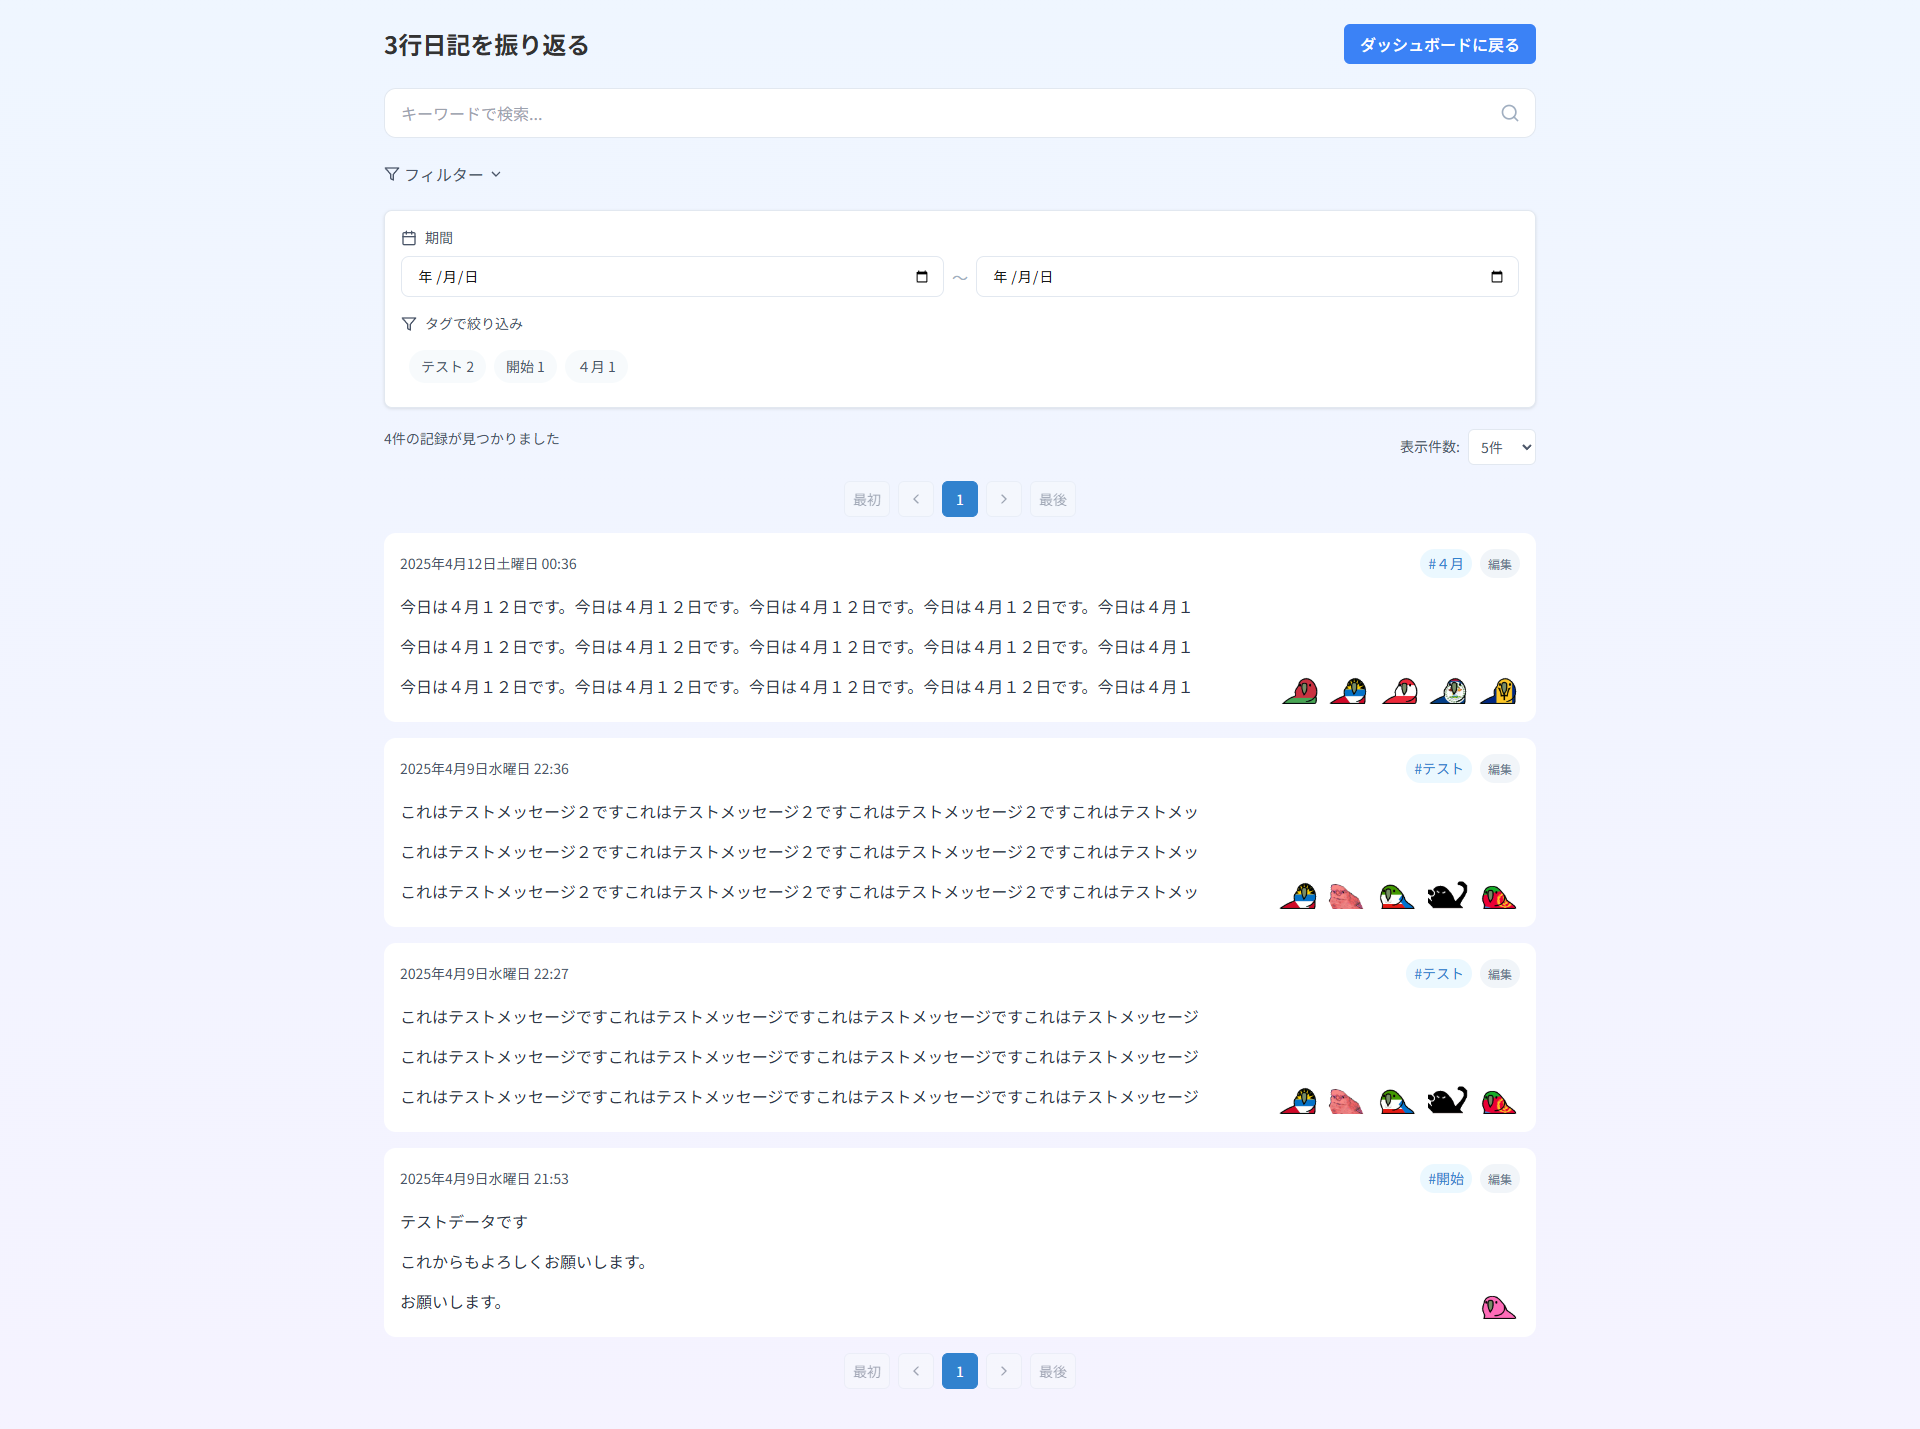 3行日記を振り返る
ダッシュボードに戻る
キーワードで検索...
フィルター
期間
年 /月/日 ～ 年 /月/日
タグで絞り込み
テスト 2 開始 1 ４月 1
4件の記録が見つかりました
表示件数: 5件
最初 1 最後
2025年4月12日土曜日 00:36 #４月 編集
今日は４月１２日です。今日は４月１２日です。今日は４月１２日です。今日は４月１２日です。今日は４月１
今日は４月１２日です。今日は４月１２日です。今日は４月１２日です。今日は４月１２日です。今日は４月１
今日は４月１２日です。今日は４月１２日です。今日は４月１２日です。今日は４月１２日です。今日は４月１
2025年4月9日水曜日 22:36 #テスト 編集
これはテストメッセージ２ですこれはテストメッセージ２ですこれはテストメッセージ２ですこれはテストメッ
これはテストメッセージ２ですこれはテストメッセージ２ですこれはテストメッセージ２ですこれはテストメッ
これはテストメッセージ２ですこれはテストメッセージ２ですこれはテストメッセージ２ですこれはテストメッ
2025年4月9日水曜日 22:27 #テスト 編集
これはテストメッセージですこれはテストメッセージですこれはテストメッセージですこれはテストメッセージ
これはテストメッセージですこれはテストメッセージですこれはテストメッセージですこれはテストメッセージ
これはテストメッセージですこれはテストメッセージですこれはテストメッセージですこれはテストメッセージ
2025年4月9日水曜日 21:53 #開始 編集
テストデータです
これからもよろしくお願いします。
お願いします。
最初 1 最後